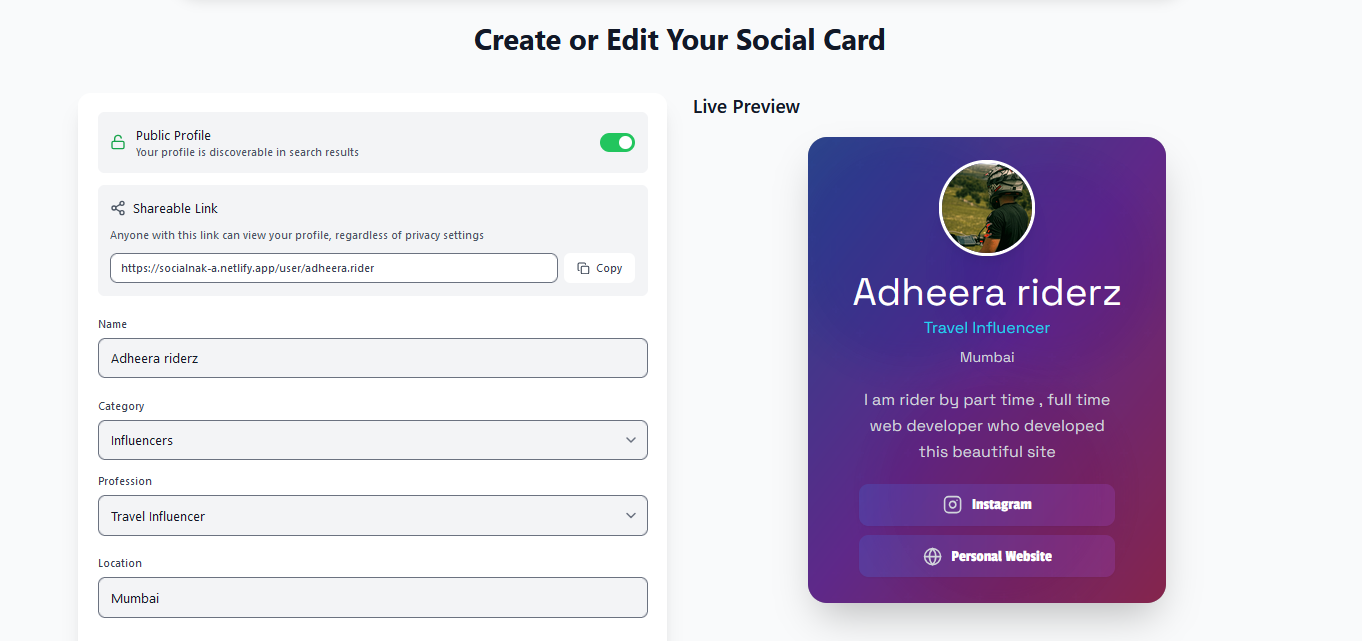 Create or Edit Your Social Card
Public Profile
Your profile is discoverable in search results
Shareable Link
Anyone with this link can view your profile, regardless of privacy settings
https://socialnak-a.netlify.app/user/adheera.rider
Copy
Name
Adheera riderz
Category
Influencers
Profession
Travel Influencer
Location
Mumbai
Live Preview
Adheera riderz
Travel Influencer
Mumbai
I am rider by part time , full time
web developer who developed
this beautiful site
Instagram
Personal Website